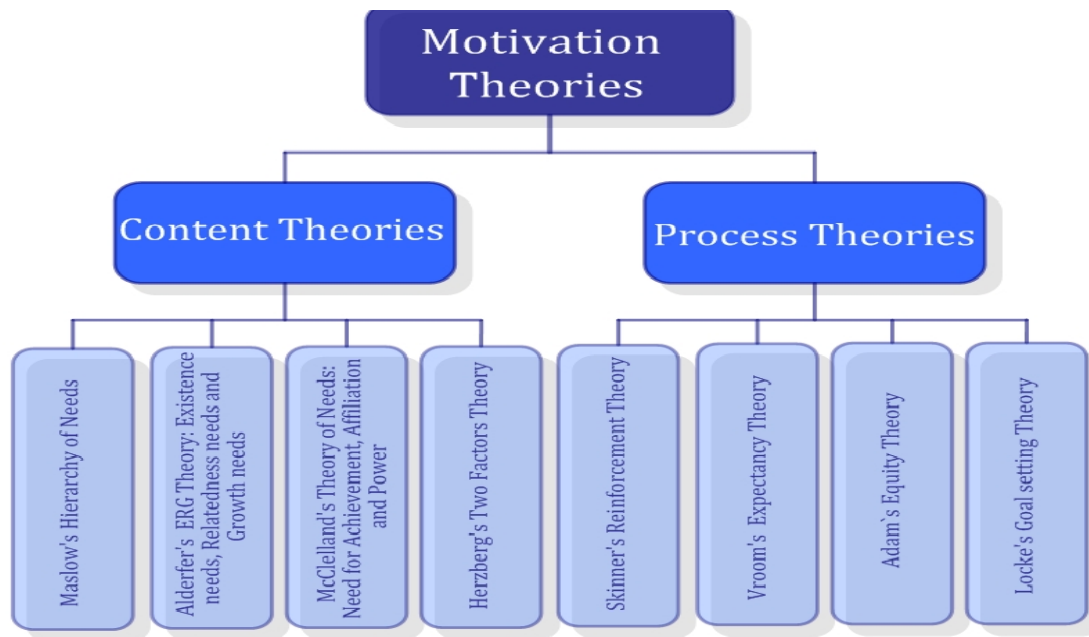 Motivation
Theories
Content Theories
Process Theories
Maslow's Hierarchy of Needs
Alderfer's ERG Theory: Existence
needs, Relatedness needs and
Growth needs
McClelland's Theory of Needs:
Need for Achievement, Affiliation
and Power
Herzberg's Two Factors Theory
Skinner's Reinforcement Theory
Vroom's Expectancy Theory
Adam`s Equity Theory
Locke's Goal setting Theory